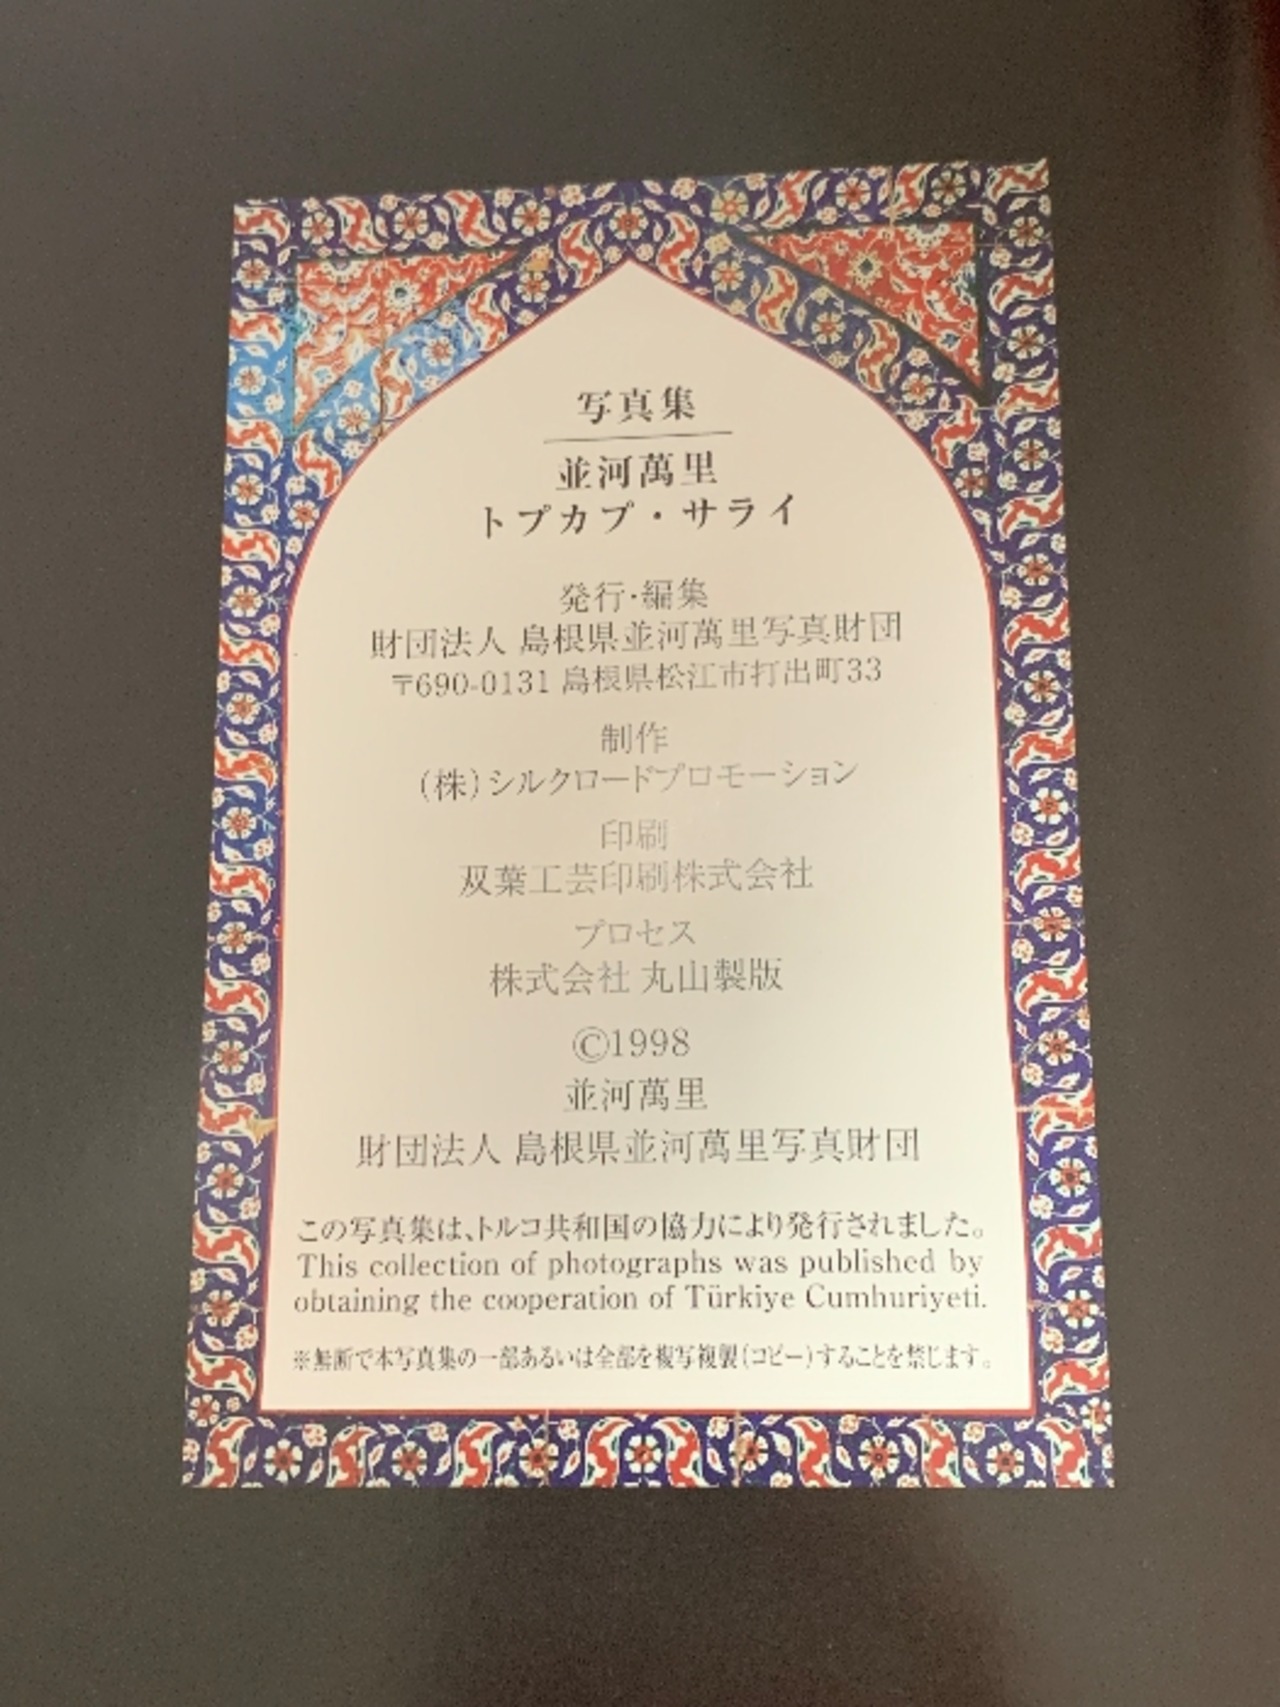 写真集
並河萬里
トプカプ・サライ
発行・編集
財団法人 島根県並河萬里写真財団
〒690-0131 島根県松江市打出町33
制作
(株)シルクロードプロモーション
印刷
双葉工芸印刷株式会社
プロセス
株式会社 丸山製版
©1998
並河萬里
財団法人 島根県並河萬里写真財団
この写真集は、トルコ共和国の協力により発行されました。
This collection of photographs was published by
obtaining the cooperation of Türkiye Cumhuriyeti.
※無断で本写真集の一部あるいは全部を複写複製(コピー)することを禁じます。